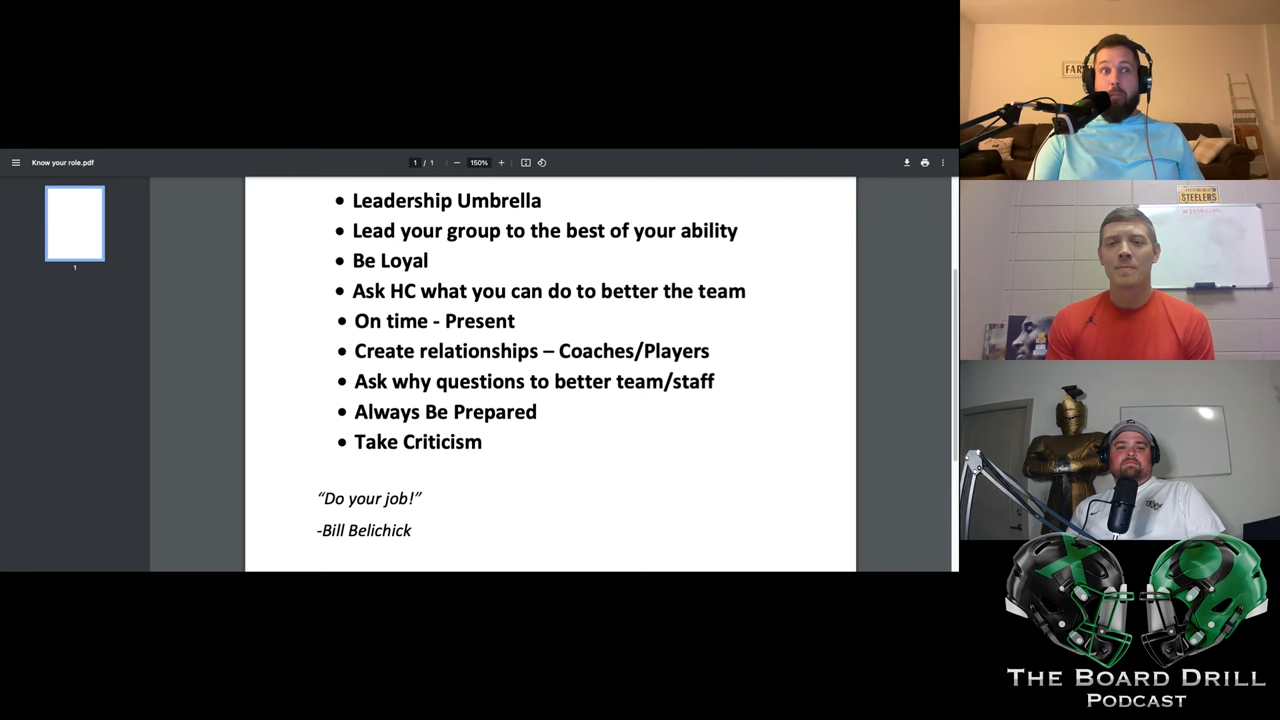 Know your role.pdf
1 / 1
150%
• Leadership Umbrella
• Lead your group to the best of your ability
• Be Loyal
• Ask HC what you can do to better the team
• On time - Present
• Create relationships – Coaches/Players
• Ask why questions to better team/staff
• Always Be Prepared
• Take Criticism
“Do your job!”
-Bill Belichick
1
FAR
STEELERS
THE BOARD DRILL
PODCAST